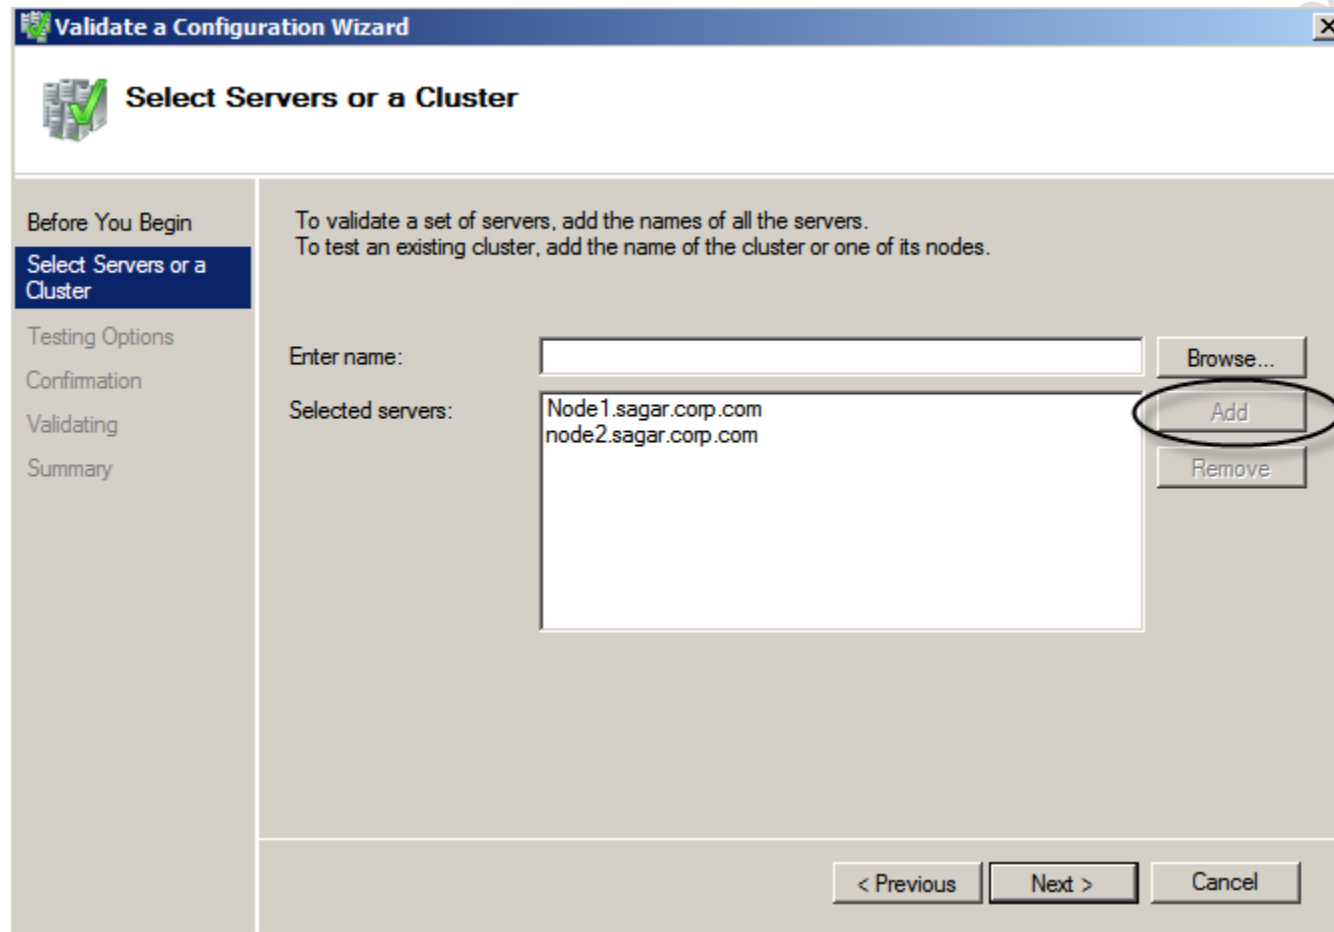 Validate a Configuration Wizard
Select Servers or a Cluster
Before You Begin
Select Servers or a
Cluster
Testing Options
Confirmation
Validating
Summary
To validate a set of servers, add the names of all the servers.
To test an existing cluster, add the name of the cluster or one of its nodes.
Enter name:
Browse...
Selected servers:
Node1.sagar.corp.com
node2.sagar.corp.com
Add
Remove
< Previous
Next >
Cancel